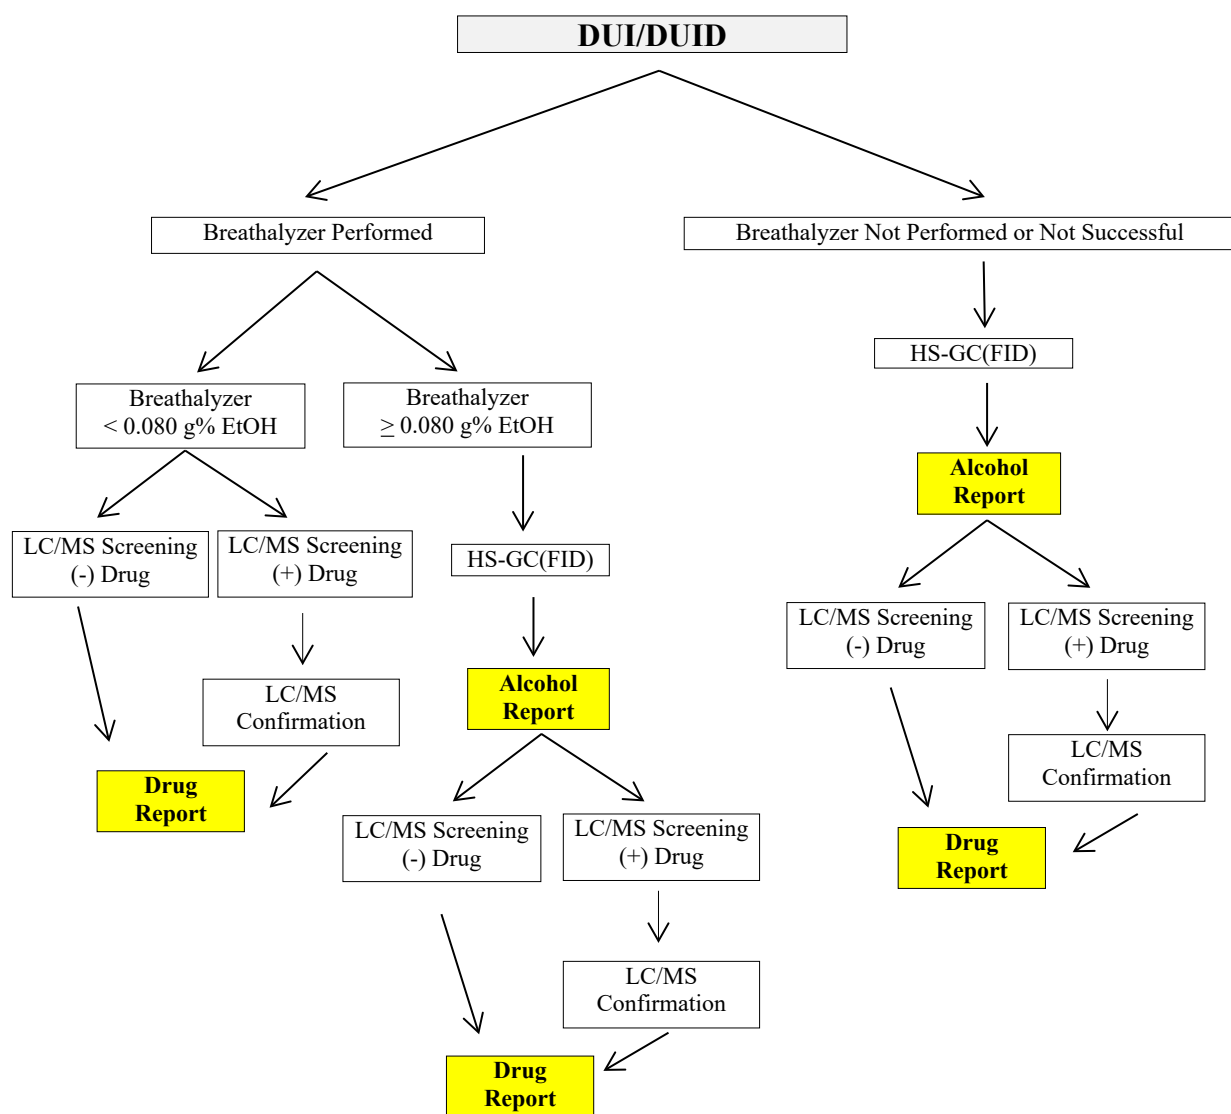 DUI/DUID
Breathalyzer Performed
Breathalyzer Not Performed or Not Successful
HS-GC(FID)
Breathalyzer
< 0.080 g% EtOH
Breathalyzer
≥ 0.080 g% EtOH
Alcohol
Report
LC/MS Screening
(-) Drug
LC/MS Screening
(+) Drug
HS-GC(FID)
LC/MS Screening
(-) Drug
LC/MS Screening
(+) Drug
LC/MS
Confirmation
Alcohol
Report
LC/MS
Confirmation
Drug
Report
LC/MS Screening
(-) Drug
LC/MS Screening
(+) Drug
Drug
Report
LC/MS
Confirmation
Drug
Report